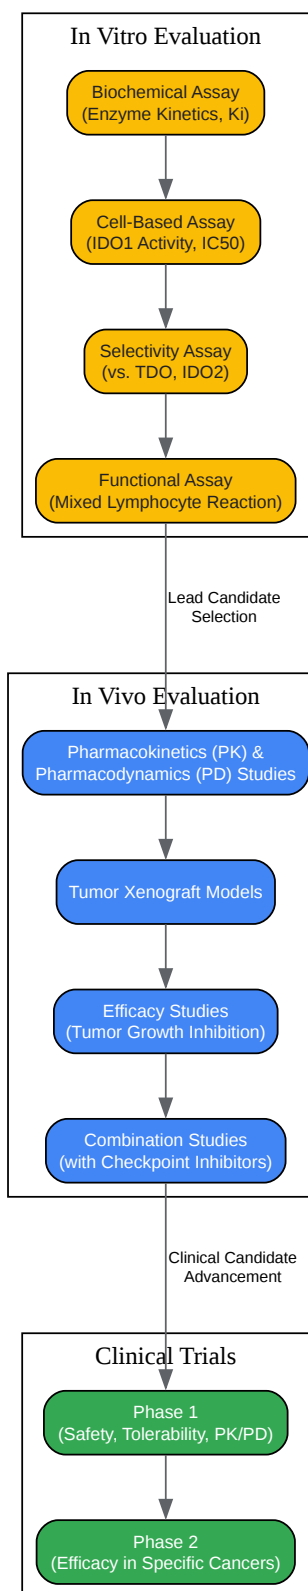 In Vitro Evaluation
Biochemical Assay
(Enzyme Kinetics, Ki)
Cell-Based Assay
(IDO1 Activity, IC50)
Selectivity Assay
(vs. TDO, IDO2)
Functional Assay
(Mixed Lymphocyte Reaction)
Lead Candidate
Selection
In Vivo Evaluation
Pharmacokinetics (PK) &
Pharmacodynamics (PD) Studies
Tumor Xenograft Models
Efficacy Studies
(Tumor Growth Inhibition)
Combination Studies
(with Checkpoint Inhibitors)
Clinical Candidate
Advancement
Clinical Trials
Phase 1
(Safety, Tolerability, PK/PD)
Phase 2
(Efficacy in Specific Cancers)